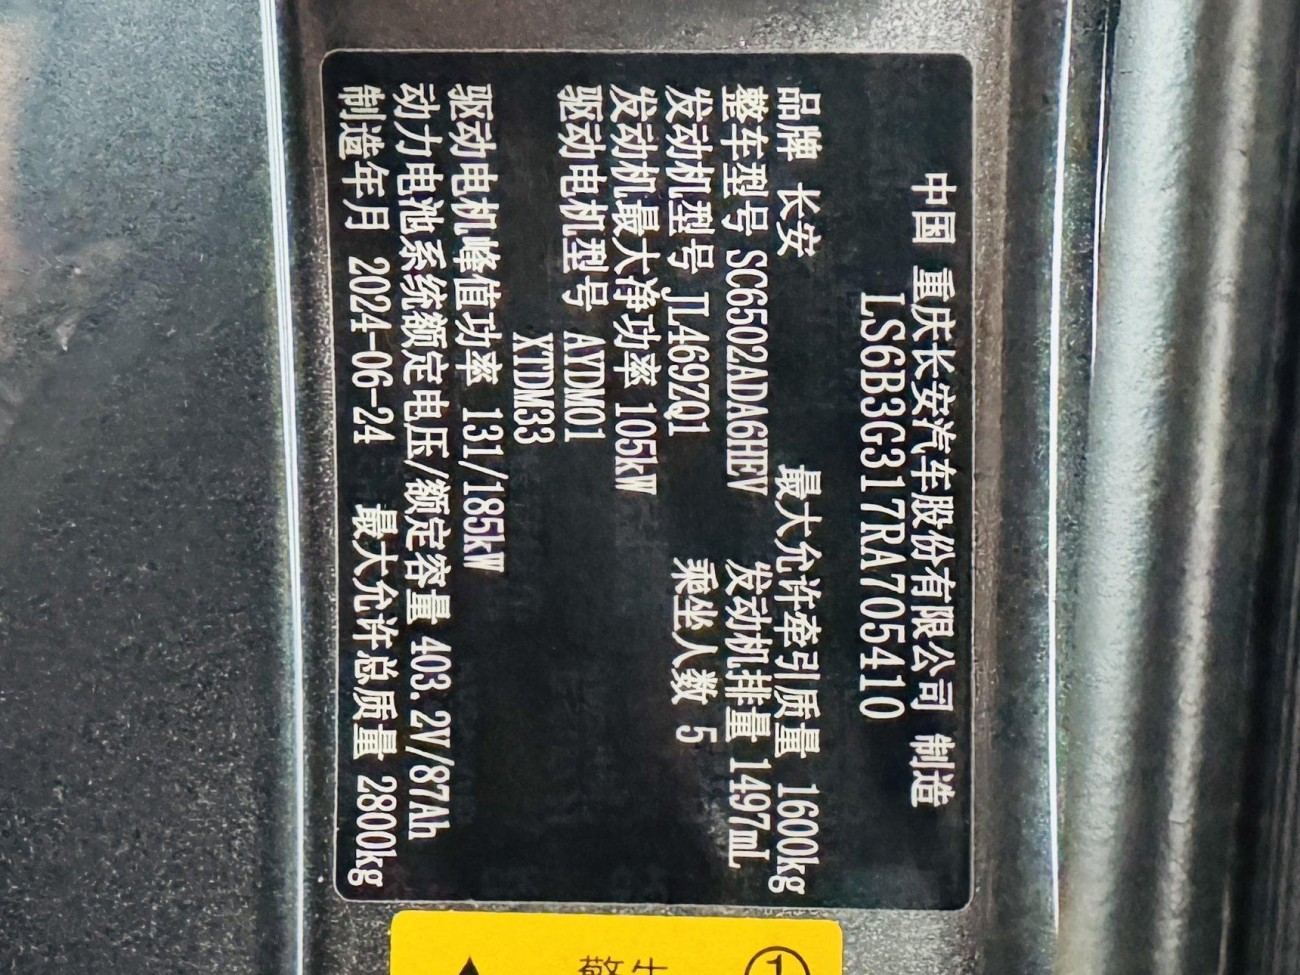 中国 重庆长安汽车股份有限公司 制造
LS6B3G317RA705410
品牌 长安 最大允许牵引质量 1600kg
整车型号 SC6502ADA6HEV 发动机排量 1497mL
发动机型号 JL469ZQ1 乘坐人数 5
发动机最大净功率 105kW
驱动电机型号 AYDM01
XTDM33
驱动电机峰值功率 131/185kW
动力电池系统额定电压/额定容量 403.2V/87Ah
制造年月 2024-06-24 最大允许总质量 2800kg
①